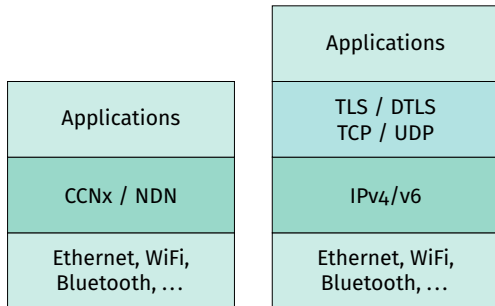 Applications
CCNx / NDN
Ethernet, WiFi,
Bluetooth, …
Applications
TLS / DTLS
TCP / UDP
IPv4/v6
Ethernet, WiFi,
Bluetooth, …